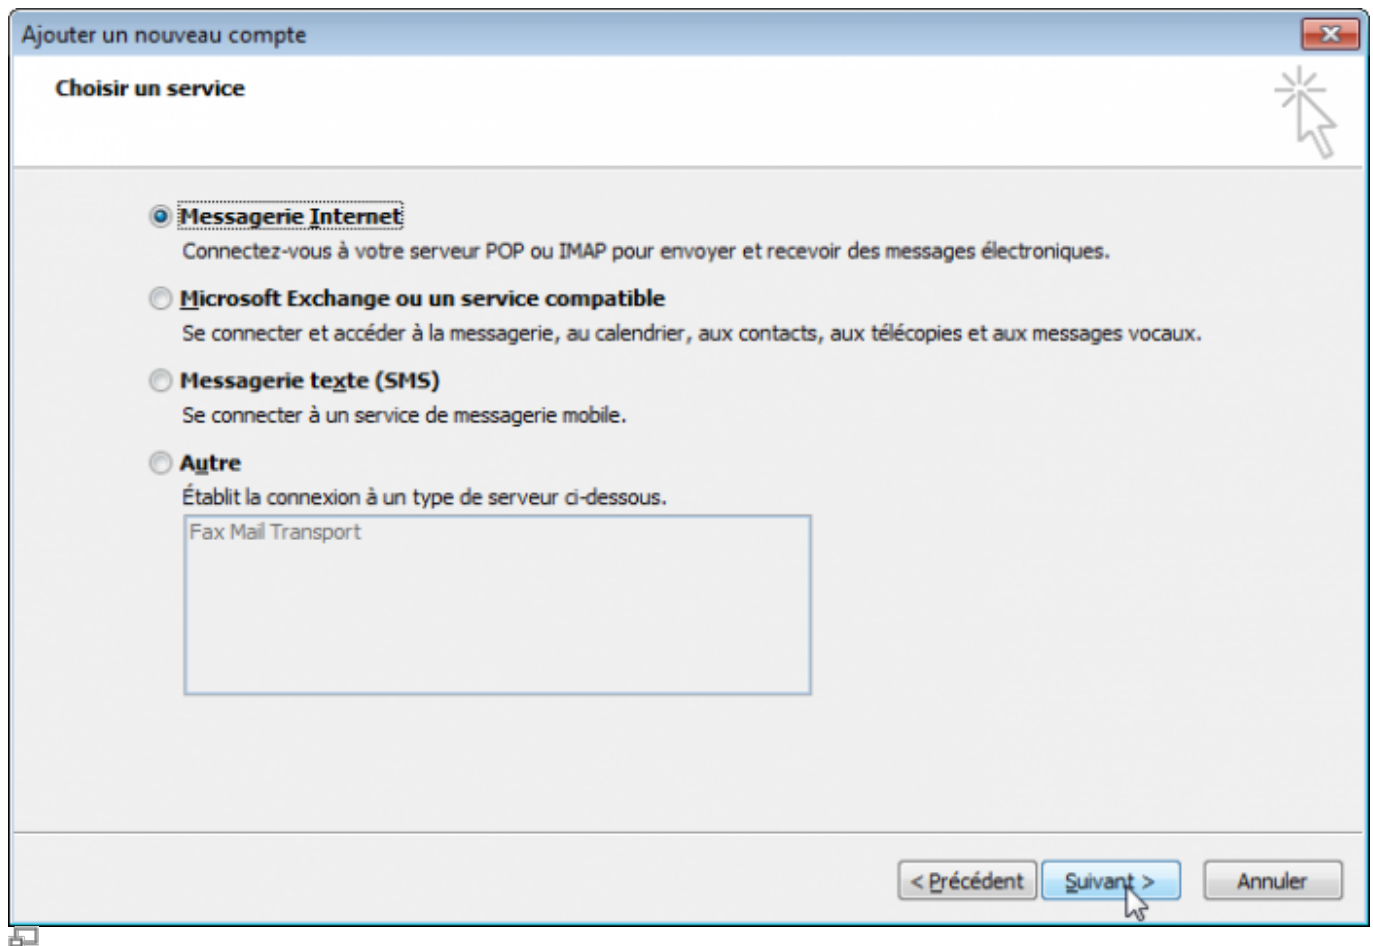 Ajouter un nouveau compte
Choisir un service
Messagerie Internet
Connectez-vous à votre serveur POP ou IMAP pour envoyer et recevoir des messages électroniques.
Microsoft Exchange ou un service compatible
Se connecter et accéder à la messagerie, au calendrier, aux contacts, aux télécopies et aux messages vocaux.
Messagerie texte (SMS)
Se connecter à un service de messagerie mobile.
Autre
Établit la connexion à un type de serveur ci-dessous.
Fax Mail Transport
< Précédent Suivant > Annuler